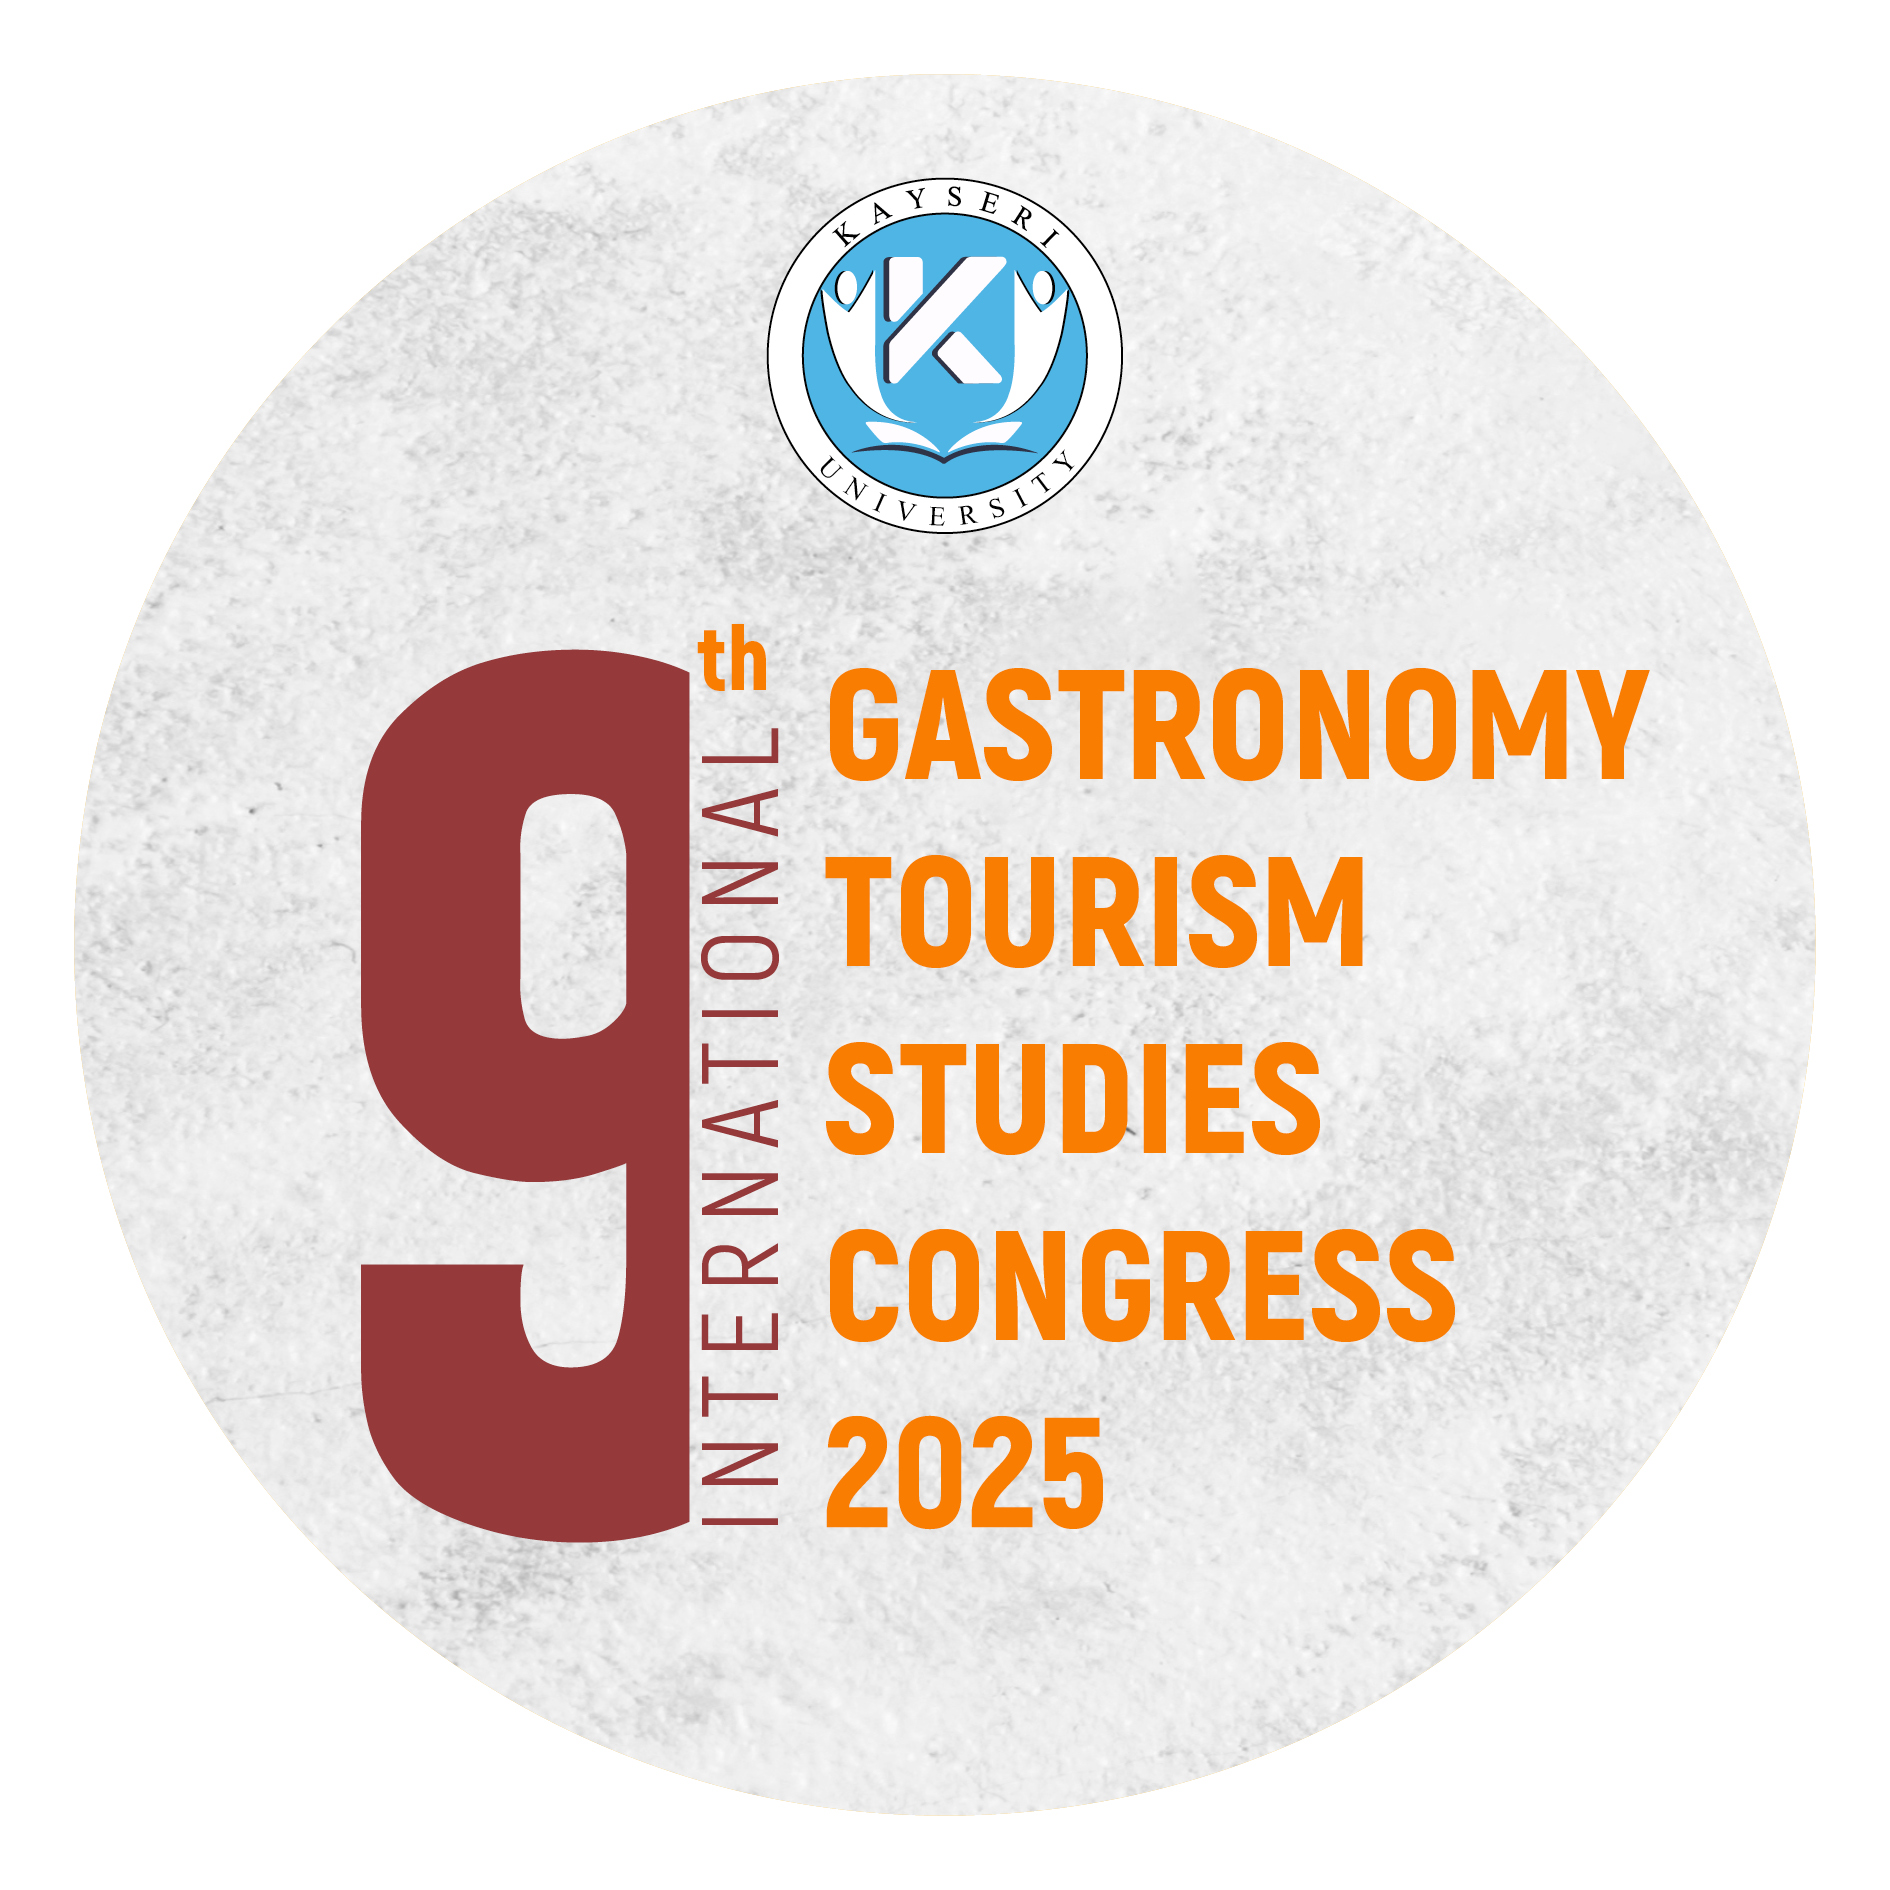 KAYSERI
K
UNIVERSITY
9th
INTERNATIONAL
GASTRONOMY
TOURISM
STUDIES
CONGRESS
2025